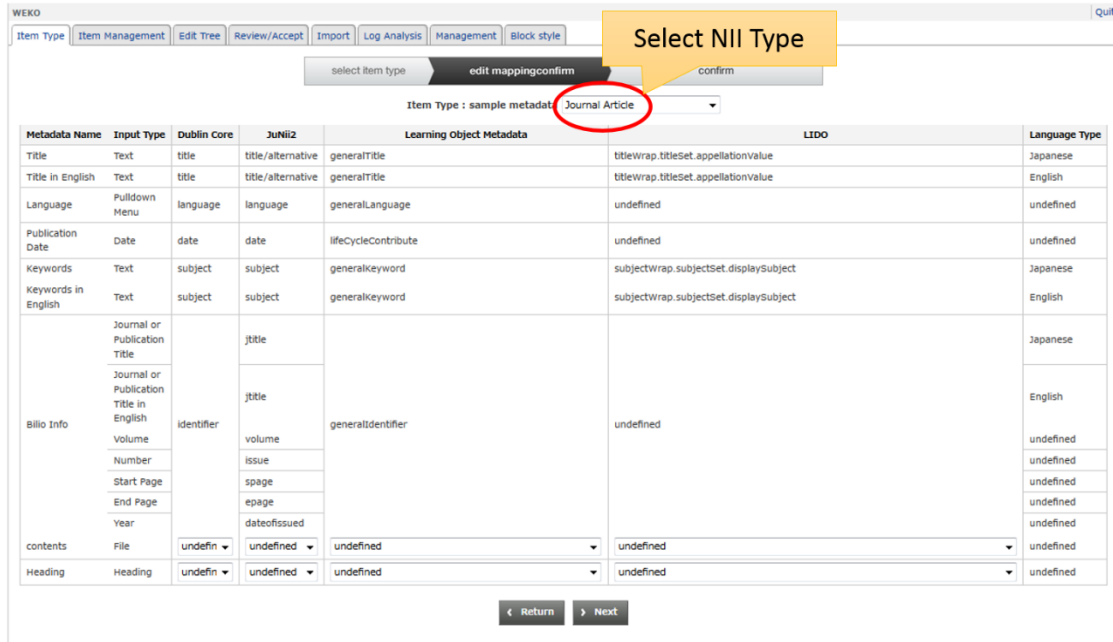 WEKO
Quit
Item Type Item Management Edit Tree Review/Accept Import Log Analysis Management Block style
Select NII Type
select item type edit mappingconfirm confirm
Item Type : sample metadata Journal Article
Metadata Name Input Type Dublin Core JuNii2 Learning Object Metadata LIDO Language Type
Title Text title title/alternative generalTitle titleWrap.titleSet.appellationValue Japanese
Title in English Text title title/alternative generalTitle titleWrap.titleSet.appellationValue English
Language Pulldown Menu language language generalLanguage undefined undefined
Publication Date Date date date lifeCycleContribute undefined undefined
Keywords Text subject subject generalKeyword subjectWrap.subjectSet.displaySubject Japanese
Keywords in English Text subject subject generalKeyword subjectWrap.subjectSet.displaySubject English
Bilio Info Journal or Publication Title identifier jtitle generalIdentifier undefined Japanese
Journal or Publication Title in English jtitle English
Volume volume undefined
Number issue undefined
Start Page spage undefined
End Page epage undefined
Year dateofissued undefined
contents File undefin undefined undefined undefined undefined
Heading Heading undefin undefined undefined undefined undefined
Return Next